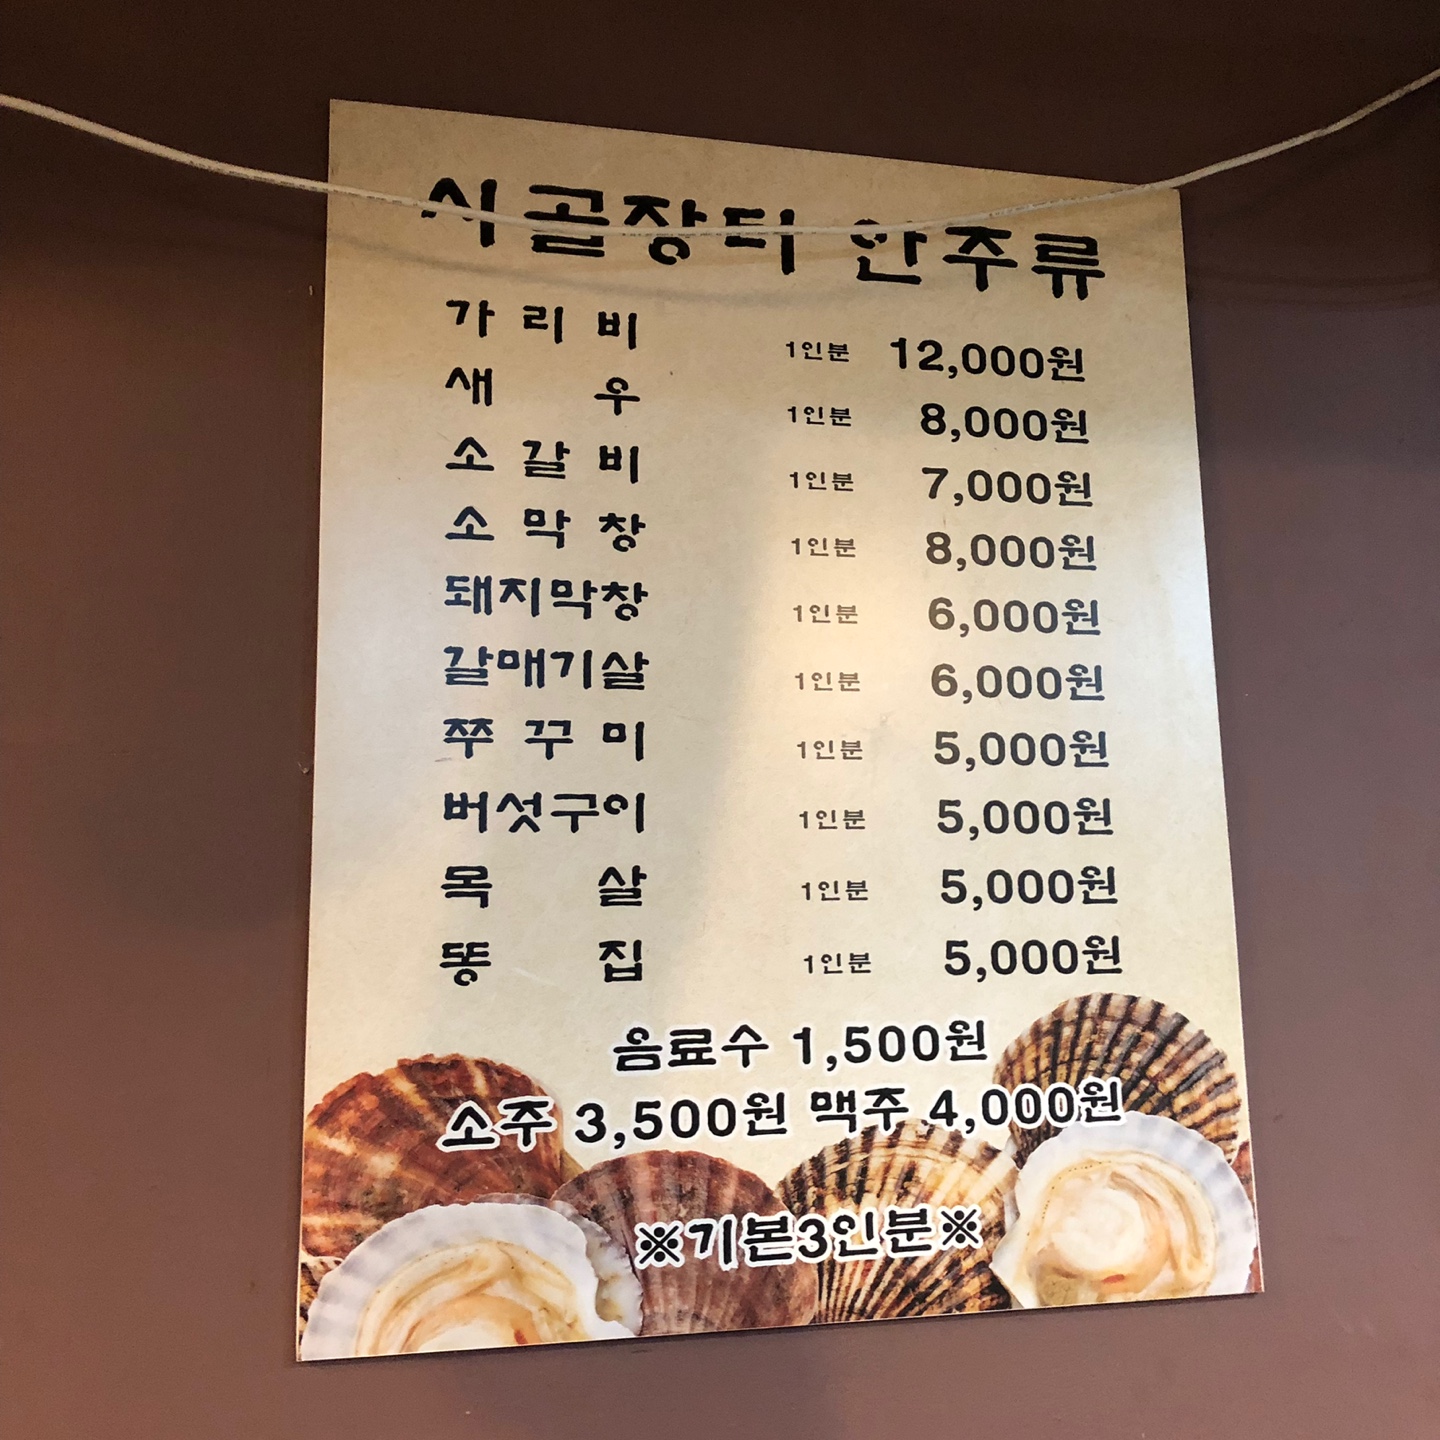 시골장터 안주류
가리비 1인분 12,000원
새우 1인분 8,000원
소갈비 1인분 7,000원
소막창 1인분 8,000원
돼지막창 1인분 6,000원
갈매기살 1인분 6,000원
쭈꾸미 1인분 5,000원
버섯구이 1인분 5,000원
목살 1인분 5,000원
똥집 1인분 5,000원
음료수 1,500원
소주 3,500원 맥주 4,000원
※기본3인분※